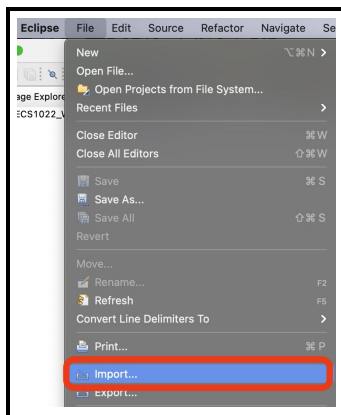 Eclipse File Edit Source Refactor Navigate Se
New ⌥⌘N >
Open File...
Open Projects from File System...
Recent Files >
Close Editor ⌘W
Close All Editors ⇧⌘W
Save ⌘S
Save As...
Save All ⇧⌘S
Revert
Move...
Rename... F2
Refresh F5
Convert Line Delimiters To >
Print... ⌘P
Import...
Export...
age Explore
ECS1022_